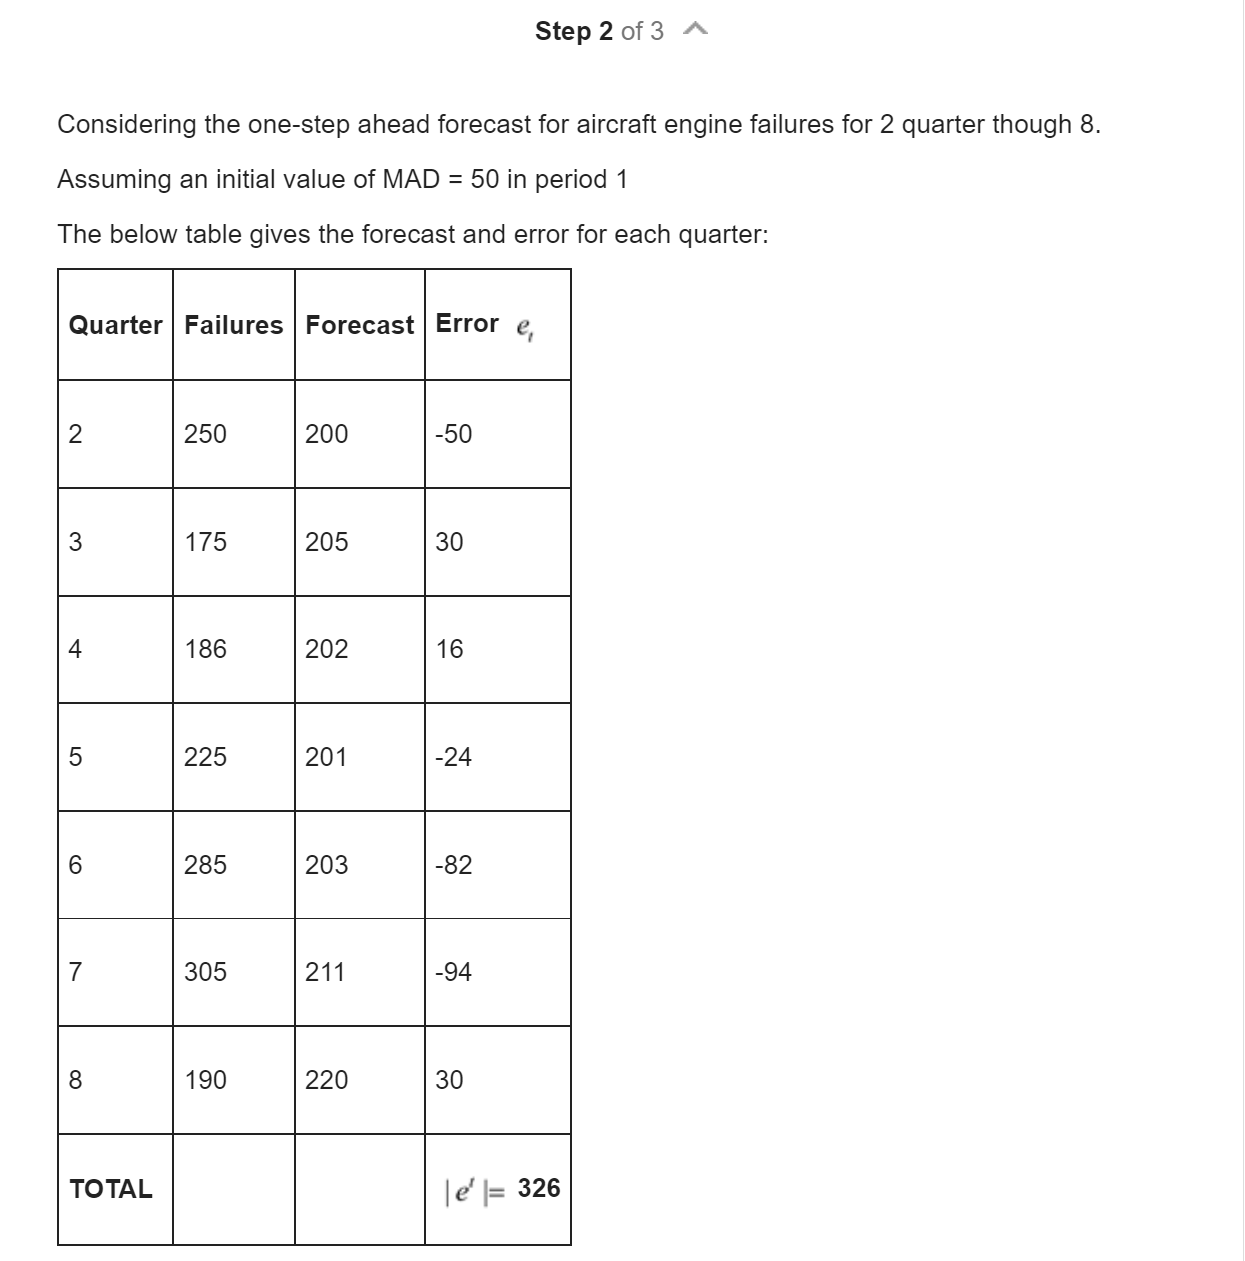 Step 2 of 3
Considering the one-step ahead forecast for aircraft engine failures for 2 quarter though 8.
Assuming an initial value of MAD = 50 in period 1
The below table gives the forecast and error for each quarter:
Quarter Failures Forecast Error e_t
2 250 200 -50
3 175 205 30
4 186 202 16
5 225 201 -24
6 285 203 -82
7 305 211 -94
8 190 220 30
TOTAL |e^t|= 326